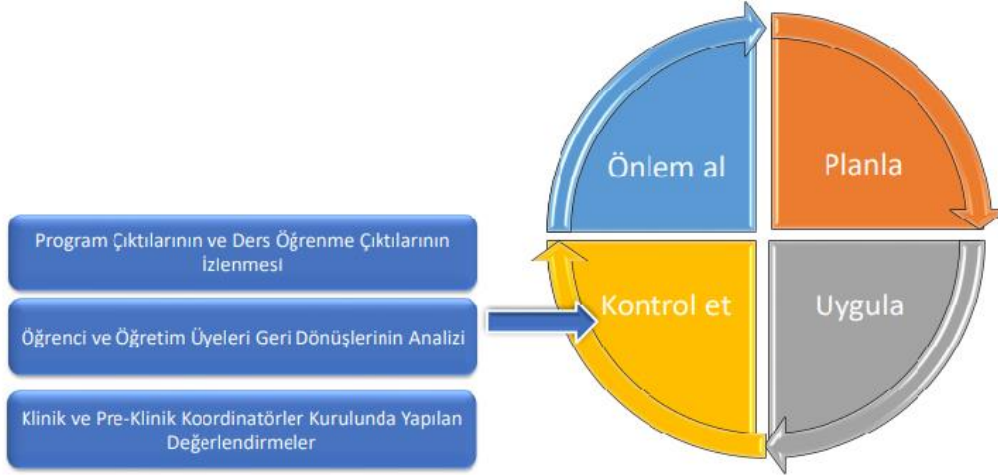 Önlem al
Planla
Program Çıktılarının ve Ders Öğrenme Çıktılarının
İzlenmesi
Kontrol et
Uygula
Öğrenci ve Öğretim Üyeleri Geri Dönüşlerinin Analizi
Klinik ve Pre-Klinik Koordinatörler Kurulunda Yapılan
Değerlendirmeler